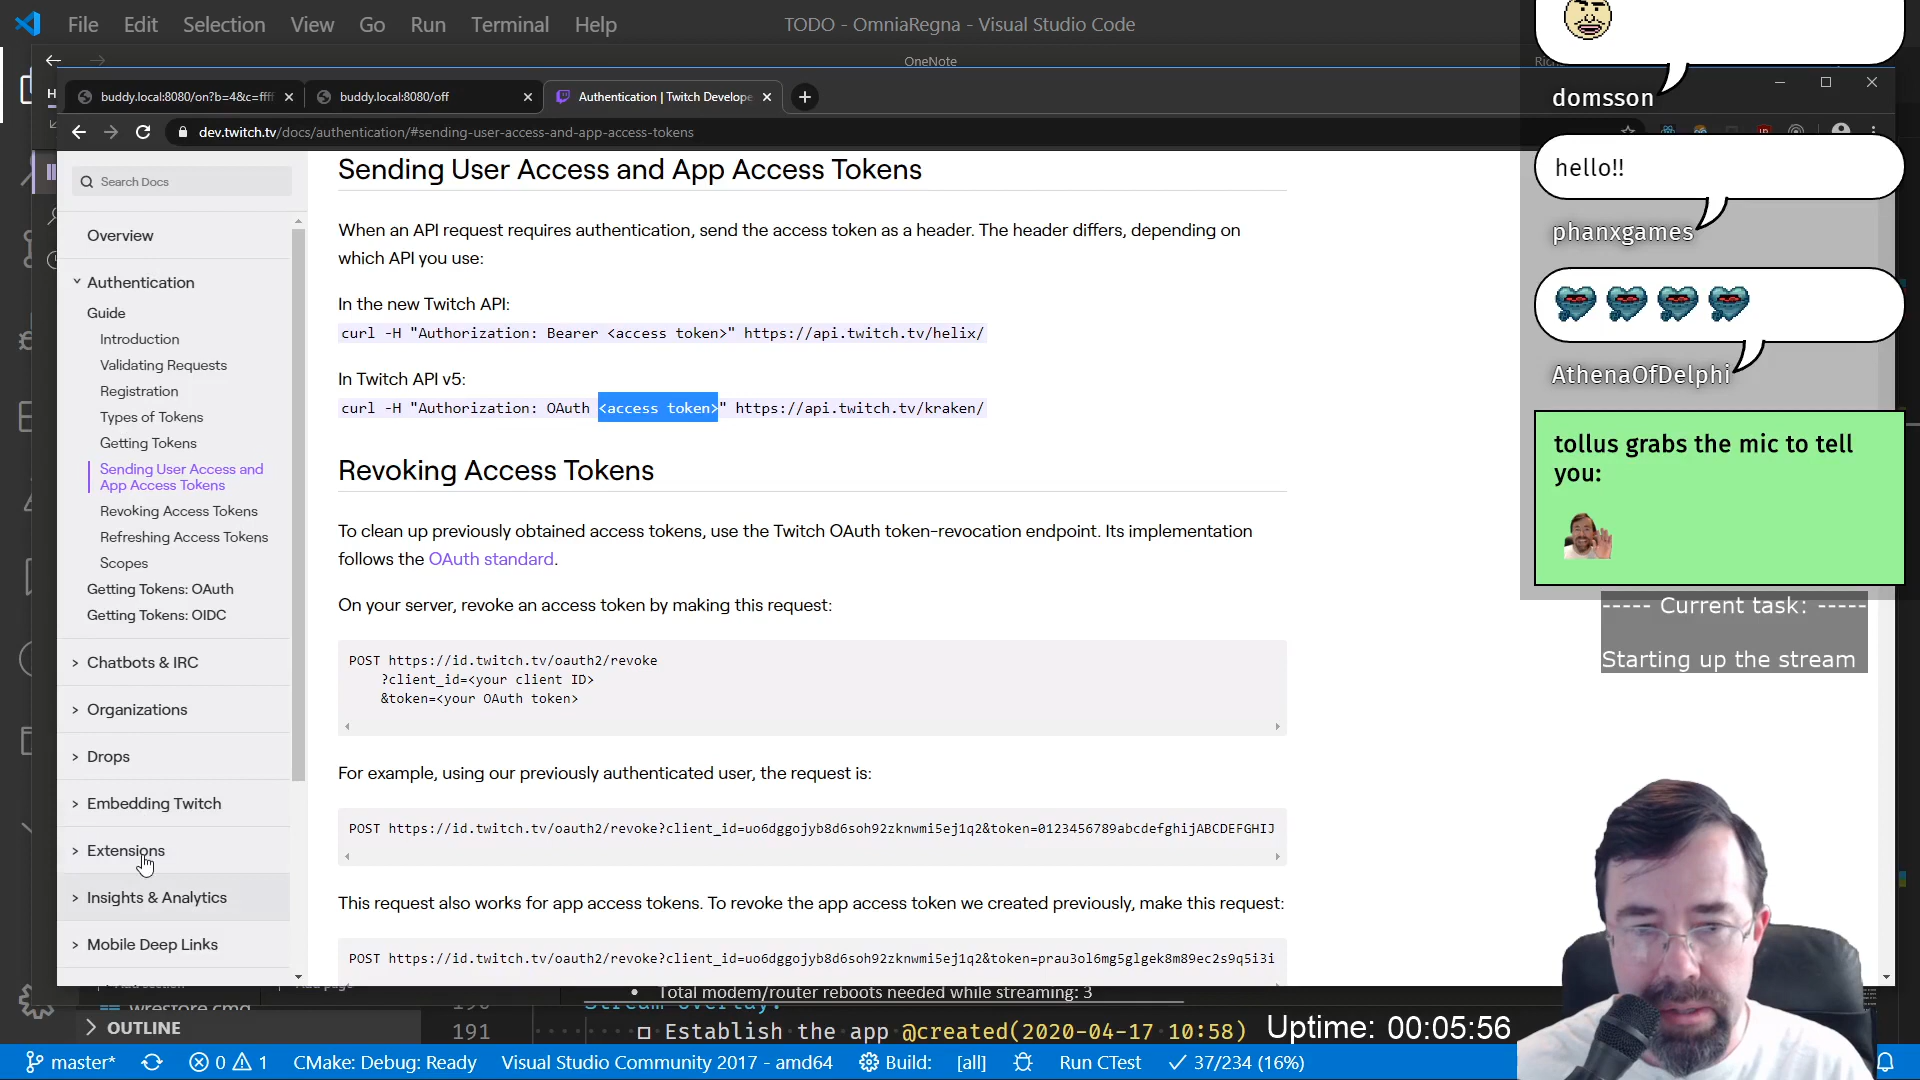 File Edit Selection View Go Run Terminal Help
TODO - OmniaRegna - Visual Studio Code
OneNote
buddy.local:8080/on?b=4&c=ffff
buddy.local:8080/off
Authentication | Twitch Develope
dev.twitch.tv/docs/authentication/#sending-user-access-and-app-access-tokens
Search Docs
Overview
Authentication
Guide
Introduction
Validating Requests
Registration
Types of Tokens
Getting Tokens
Sending User Access and
App Access Tokens
Revoking Access Tokens
Refreshing Access Tokens
Scopes
Getting Tokens: OAuth
Getting Tokens: OIDC
Chatbots & IRC
Organizations
Drops
Embedding Twitch
Extensions
Insights & Analytics
Mobile Deep Links
Sending User Access and App Access Tokens
When an API request requires authentication, send the access token as a header. The header differs, depending on
which API you use:
In the new Twitch API:
curl -H "Authorization: Bearer <access token>" https://api.twitch.tv/helix/
In Twitch API v5:
curl -H "Authorization: OAuth <access token>" https://api.twitch.tv/kraken/
Revoking Access Tokens
To clean up previously obtained access tokens, use the Twitch OAuth token-revocation endpoint. Its implementation
follows the OAuth standard.
On your server, revoke an access token by making this request:
POST https://id.twitch.tv/oauth2/revoke
?client_id=<your client ID>
&token=<your OAuth token>
For example, using our previously authenticated user, the request is:
POST https://id.twitch.tv/oauth2/revoke?client_id=uo6dggojyb8d6soh92zknwmi5ej1q2&token=0123456789abcdefghijABCDEFGHIJ
This request also works for app access tokens. To revoke the app access token we created previously, make this request:
POST https://id.twitch.tv/oauth2/revoke?client_id=uo6dggojyb8d6soh92zknwmi5ej1q2&token=prau3ol6mg5glgek8m89ec2s9q5i3i
domsson
hello!!
phanxgames
AthenaOfDelphi
tollus grabs the mic to tell
you:
----- Current task: -----
Starting up the stream
Total modem/router reboots needed while streaming: 3
OUTLINE
191 □ Establish the app @created(2020-04-17 10:58)
Uptime: 00:05:56
master* 0 1 CMake: Debug: Ready Visual Studio Community 2017 - amd64 Build: [all] Run CTest 37/234 (16%)